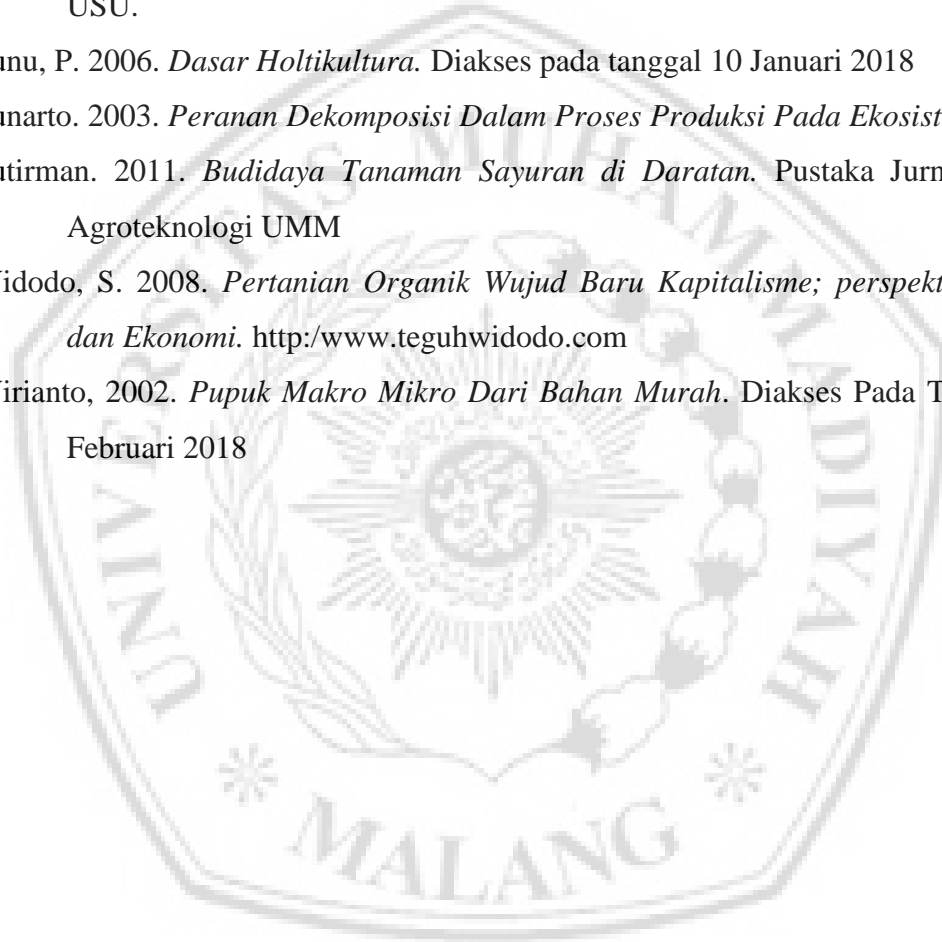 USU.
unu, P. 2006. Dasar Holtikultura. Diakses pada tanggal 10 Januari 2018
unarto. 2003. Peranan Dekomposisi Dalam Proses Produksi Pada Ekosist
utirman. 2011. Budidaya Tanaman Sayuran di Daratan. Pustaka Jurn
Agroteknologi UMM
idodo, S. 2008. Pertanian Organik Wujud Baru Kapitalisme; perspekt
dan Ekonomi. http:/www.teguhwidodo.com
irianto, 2002. Pupuk Makro Mikro Dari Bahan Murah. Diakses Pada T
Februari 2018
UNIVERSITAS MUHAMMADIYAH
MALANG